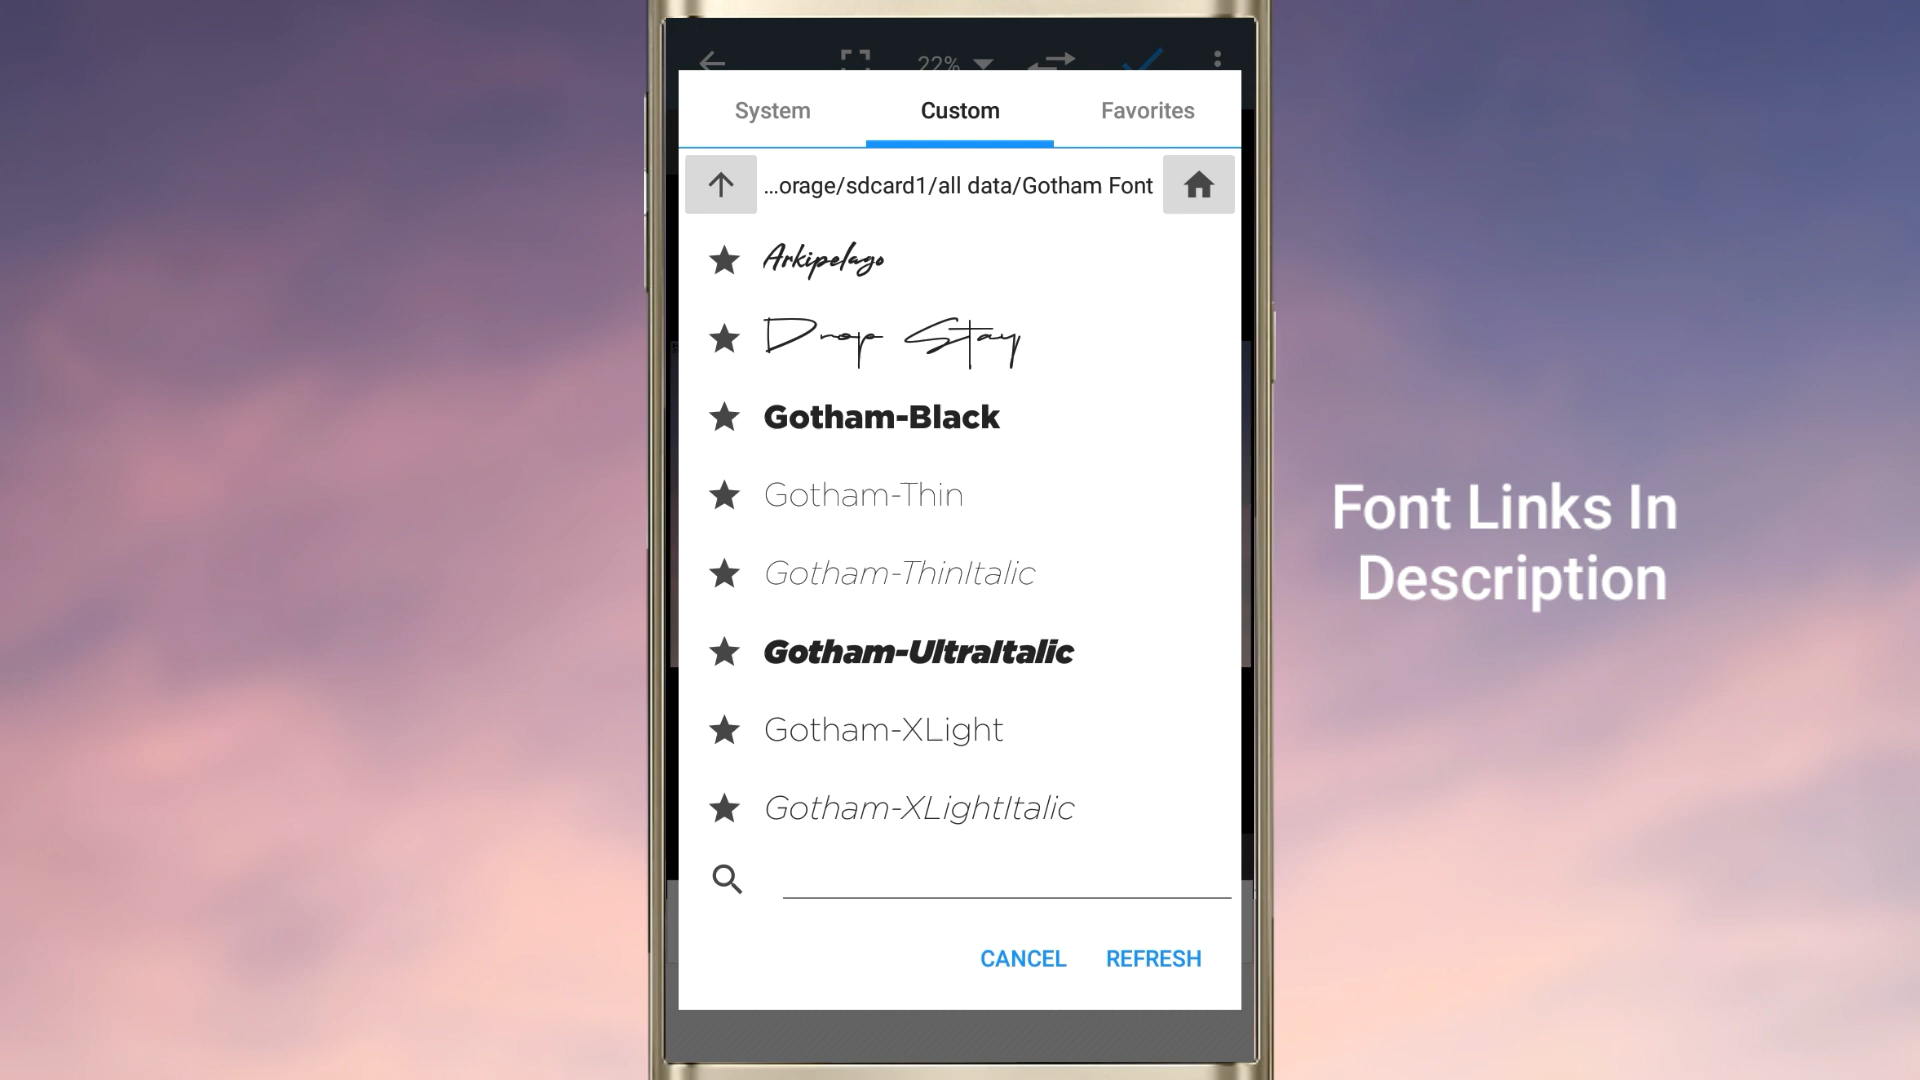 22%
System Custom Favorites
...orage/sdcard1/all data/Gotham Font
Arkipelago
Drop Stay
Gotham-Black
Gotham-Thin
Gotham-ThinItalic
Gotham-UltraItalic
Gotham-XLight
Gotham-XLightItalic
CANCEL REFRESH
Font Links In
Description